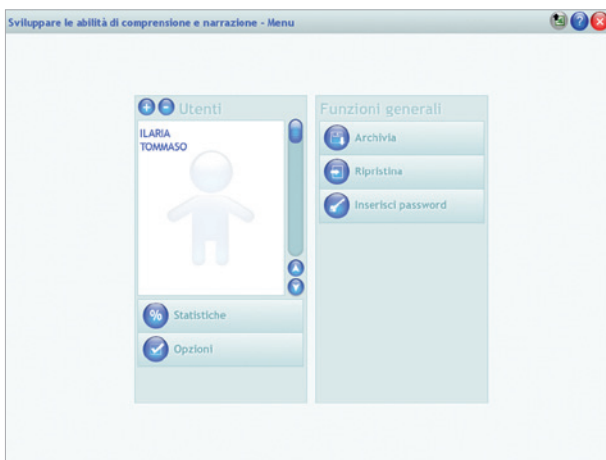 Sviluppare le abilità di comprensione e narrazione - Menu
Utenti
ILARIA
TOMMASO
% Statistiche
Opzioni
Funzioni generali
Archivia
Ripristina
Inserisci password